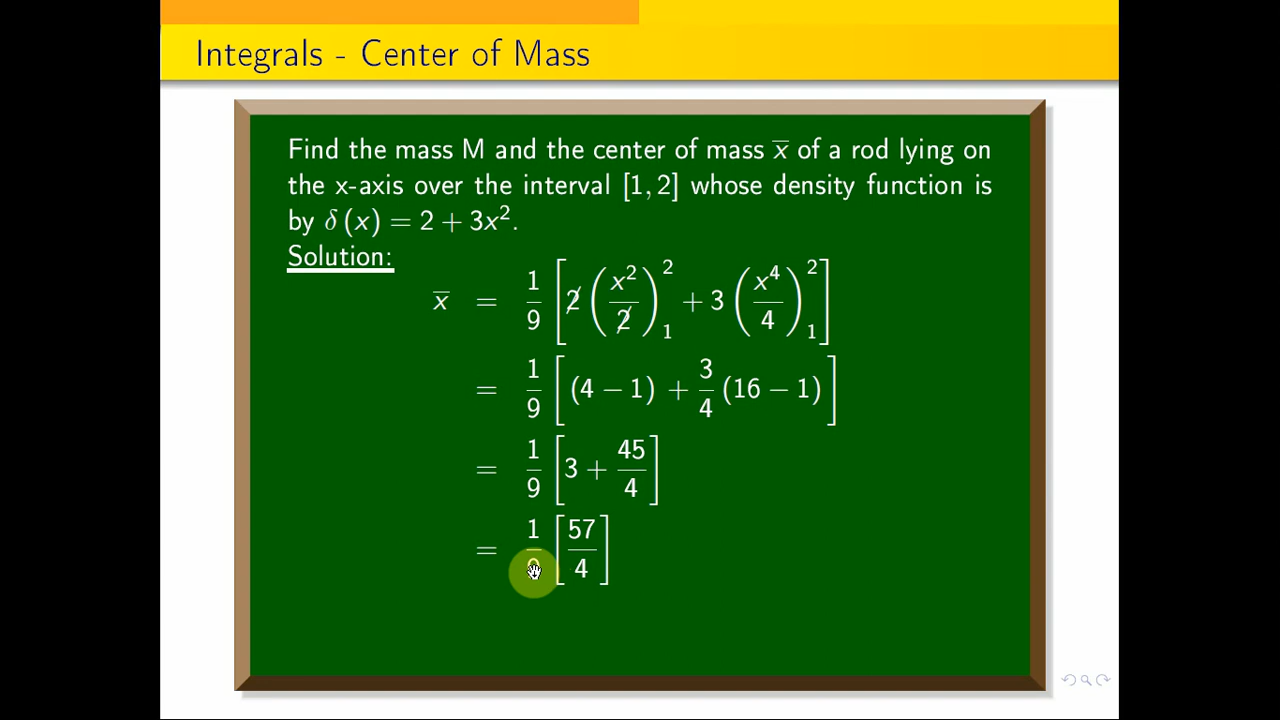 Integrals - Center of Mass
Find the mass M and the center of mass x̅ of a rod lying on
the x-axis over the interval [1, 2] whose density function is
by δ (x) = 2 + 3x².
Solution:
x̅ = 1/9 [2 (x²/2)₁² + 3 (x⁴/4)₁²]
= 1/9 [(4 − 1) + 3/4 (16 − 1)]
= 1/9 [3 + 45/4]
= 1/9 [57/4]